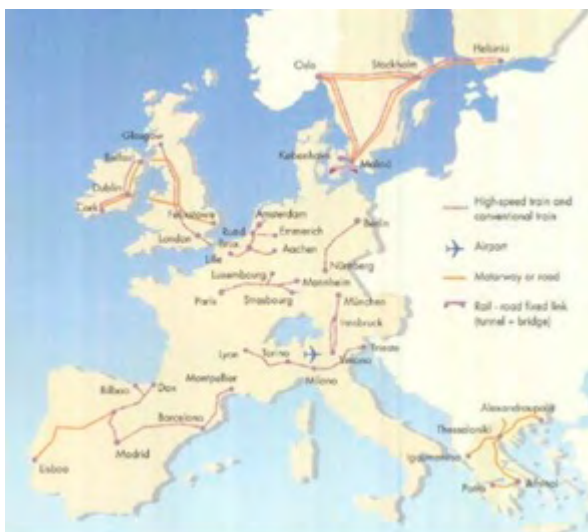 Helsinki
Oslo
Stockholm
Glasgow
København
Malmö
Belfast
Dublin
Cork
Felixstowe
Amsterdam
London
Emmerich
Berlin
Brux.
Aachen
Lille
Luxembourg
Nürnberg
Mannheim
Paris
Strasbourg
München
Innsbruck
Lyon
Torino
Trieste
Verona
Milano
Montpellier
Bilbao
Dax
Barcelona
Madrid
Lisboa
Alexandroupoli
Thessaloniki
Igoumenitsa
Patra
Athinai
High-speed train and
conventional train
Airport
Motorway or road
Rail - road fixed link
(tunnel - bridge)